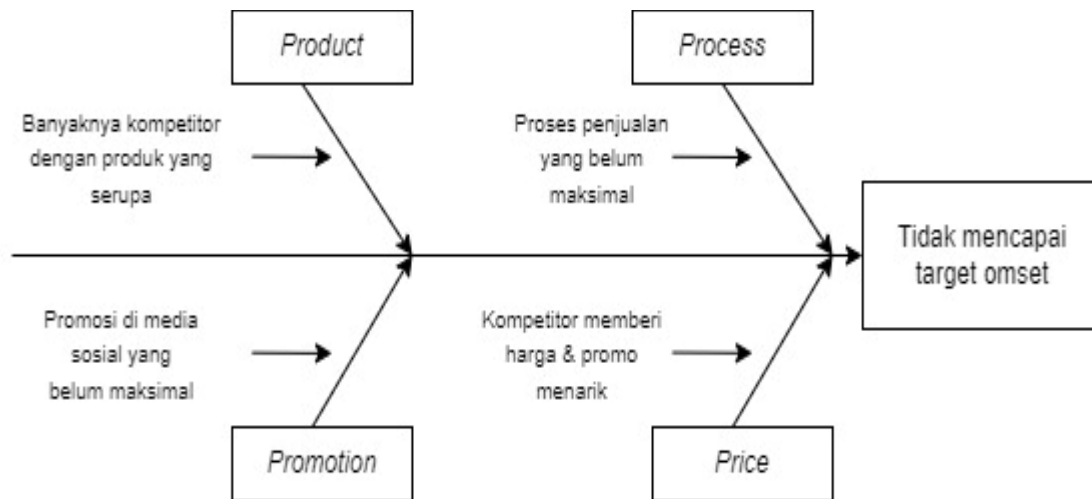 Product
Process
Banyaknya kompetitor
dengan produk yang
serupa
Proses penjualan
yang belum
maksimal
Tidak mencapai
target omset
Promosi di media
sosial yang
belum maksimal
Kompetitor memberi
harga & promo
menarik
Promotion
Price